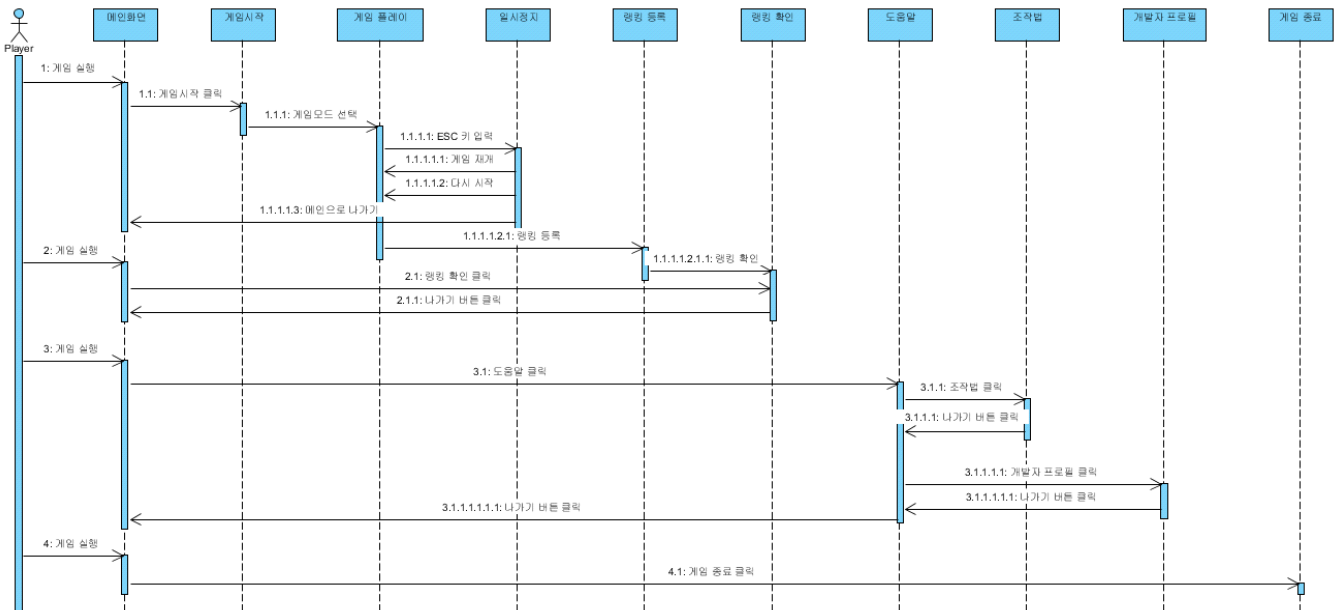 메인화면
게임시작
게임 플레이
일시정지
랭킹 등록
랭킹 확인
도움말
조작법
개발자 프로필
게임 종료
Player
1: 게임 실행
1.1: 게임시작 클릭
1.1.1: 게임모드 선택
1.1.1.1: ESC 키 입력
1.1.1.1.1: 게임 재개
1.1.1.1.2: 다시 시작
1.1.1.1.3: 메인으로 나가기
1.1.1.1.2.1: 랭킹 등록
2: 게임 실행
1.1.1.1.2.1.1: 랭킹 확인
2.1: 랭킹 확인 클릭
2.1.1: 나가기 버튼 클릭
3: 게임 실행
3.1: 도움말 클릭
3.1.1: 조작법 클릭
3.1.1.1: 나가기 버튼 클릭
3.1.1.1.1: 개발자 프로필 클릭
3.1.1.1.1.1: 나가기 버튼 클릭
3.1.1.1.1.1.1: 나가기 버튼 클릭
4: 게임 실행
4.1: 게임 종료 클릭